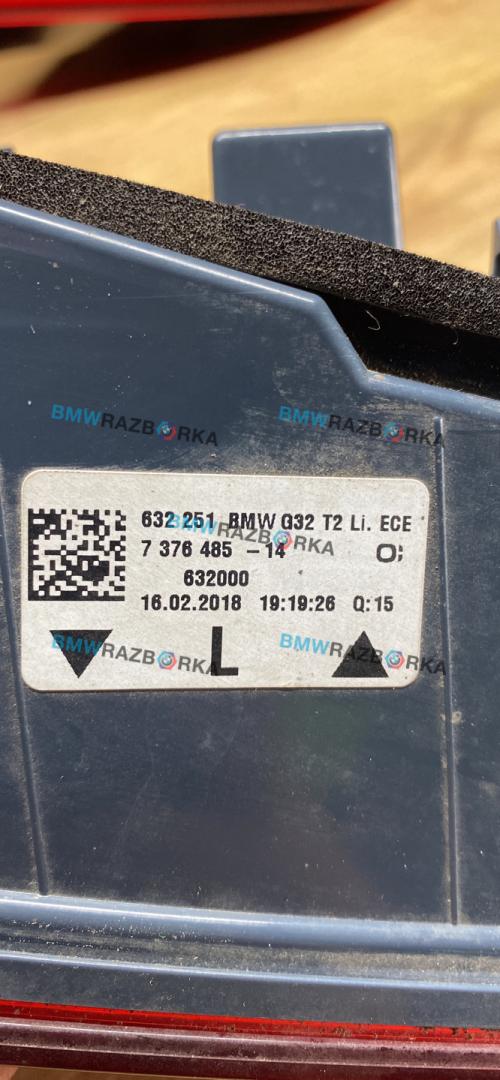 BMWRAZBORKA BMWRAZBORKA
632 251 BMW G32 T2 Li. ECE
BMWRAZBORKA
7 376 485 -14
632000
16.02.2018 19:19:26 Q:15
L
BMWRAZBORKA BMWRAZBORKA